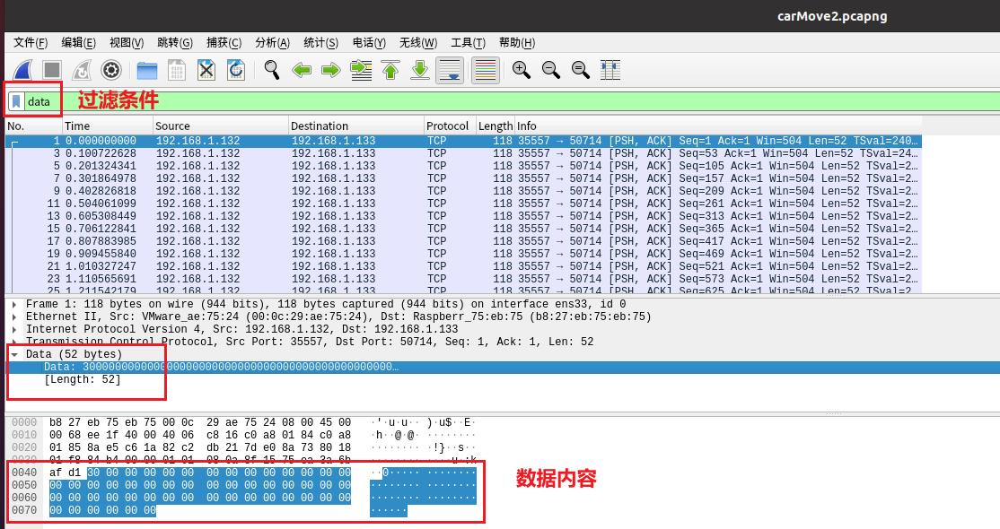 carMove2.pcapng
文件(F) 编辑(E) 视图(V) 跳转(G) 捕获(C) 分析(A) 统计(S) 电话(Y) 无线(W) 工具(T) 帮助(H)
data 过滤条件
No. Time Source Destination Protocol Length Info
1 0.000000000 192.168.1.132 192.168.1.133 TCP 118 35557 → 50714 [PSH, ACK] Seq=1 Ack=1 Win=504 Len=52 TSval=240…
3 0.100722628 192.168.1.132 192.168.1.133 TCP 118 35557 → 50714 [PSH, ACK] Seq=53 Ack=1 Win=504 Len=52 TSval=24…
5 0.201324341 192.168.1.132 192.168.1.133 TCP 118 35557 → 50714 [PSH, ACK] Seq=105 Ack=1 Win=504 Len=52 TSval=2…
7 0.301864978 192.168.1.132 192.168.1.133 TCP 118 35557 → 50714 [PSH, ACK] Seq=157 Ack=1 Win=504 Len=52 TSval=2…
9 0.402826818 192.168.1.132 192.168.1.133 TCP 118 35557 → 50714 [PSH, ACK] Seq=209 Ack=1 Win=504 Len=52 TSval=2…
11 0.504061099 192.168.1.132 192.168.1.133 TCP 118 35557 → 50714 [PSH, ACK] Seq=261 Ack=1 Win=504 Len=52 TSval=2…
13 0.605308449 192.168.1.132 192.168.1.133 TCP 118 35557 → 50714 [PSH, ACK] Seq=313 Ack=1 Win=504 Len=52 TSval=2…
15 0.706122841 192.168.1.132 192.168.1.133 TCP 118 35557 → 50714 [PSH, ACK] Seq=365 Ack=1 Win=504 Len=52 TSval=2…
17 0.807883985 192.168.1.132 192.168.1.133 TCP 118 35557 → 50714 [PSH, ACK] Seq=417 Ack=1 Win=504 Len=52 TSval=2…
19 0.909455840 192.168.1.132 192.168.1.133 TCP 118 35557 → 50714 [PSH, ACK] Seq=469 Ack=1 Win=504 Len=52 TSval=2…
21 1.010327247 192.168.1.132 192.168.1.133 TCP 118 35557 → 50714 [PSH, ACK] Seq=521 Ack=1 Win=504 Len=52 TSval=2…
23 1.110565691 192.168.1.132 192.168.1.133 TCP 118 35557 → 50714 [PSH, ACK] Seq=573 Ack=1 Win=504 Len=52 TSval=2…
25 1.211542179 192.168.1.132 192.168.1.133 TCP 118 35557 → 50714 [PSH, ACK] Seq=625 Ack=1 Win=504 Len=52 TSval=2…
Frame 1: 118 bytes on wire (944 bits), 118 bytes captured (944 bits) on interface ens33, id 0
Ethernet II, Src: VMware_ae:75:24 (00:0c:29:ae:75:24), Dst: Raspberr_75:eb:75 (b8:27:eb:75:eb:75)
Internet Protocol Version 4, Src: 192.168.1.132, Dst: 192.168.1.133
Transmission Control Protocol, Src Port: 35557, Dst Port: 50714, Seq: 1, Ack: 1, Len: 52
Data (52 bytes)
Data: 300000000000000000000000000000000000000000000000…
[Length: 52]
0000 b8 27 eb 75 eb 75 00 0c 29 ae 75 24 08 00 45 00 ·'·u·u·· )·u$··E·
0010 00 68 ee 1f 40 00 40 06 c8 16 c0 a8 01 84 c0 a8 ·h··@·@· ········
0020 01 85 8a e5 c6 1a 82 c2 db 21 7d e0 8a 73 80 18 ········ ·!}··s··
0030 01 f8 84 b4 00 00 01 01 08 0a 8f 15 75 ea 3a 6b ········ ····u·:k
0040 af d1 30 00 00 00 00 00 00 00 00 00 00 00 00 00 ··0····· ········
0050 00 00 00 00 00 00 00 00 00 00 00 00 00 00 00 00 ········ ········
0060 00 00 00 00 00 00 00 00 00 00 00 00 00 00 00 00 ········ ········
0070 00 00 00 00 00 00 ······
数据内容